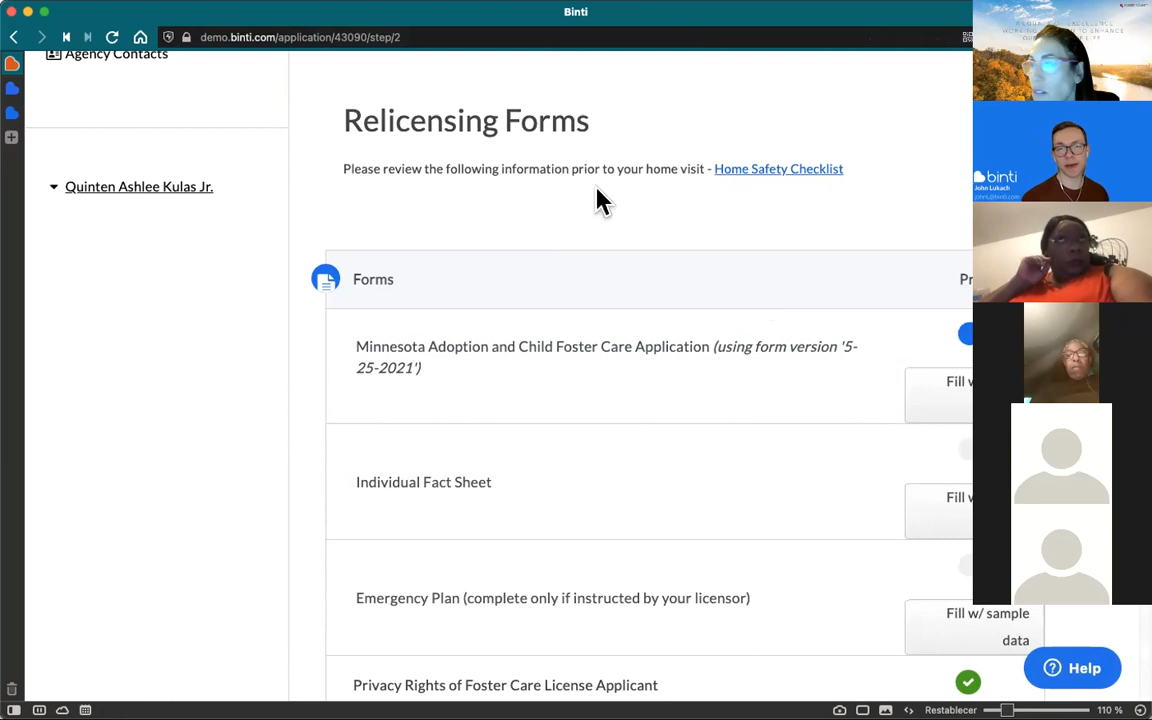 Binti
demo.binti.com/application/43090/step/2
Agency Contacts
Relicensing Forms
Please review the following information prior to your home visit - Home Safety Checklist
Quinten Ashlee Kulas Jr.
Forms
Pr
Minnesota Adoption and Child Foster Care Application (using form version '5-
25-2021')
Fill w
Individual Fact Sheet
Fill w
Emergency Plan (complete only if instructed by your licensor)
Fill w/ sample
data
Privacy Rights of Foster Care License Applicant
Help
Restablecer
110 %
binti
John Lukach